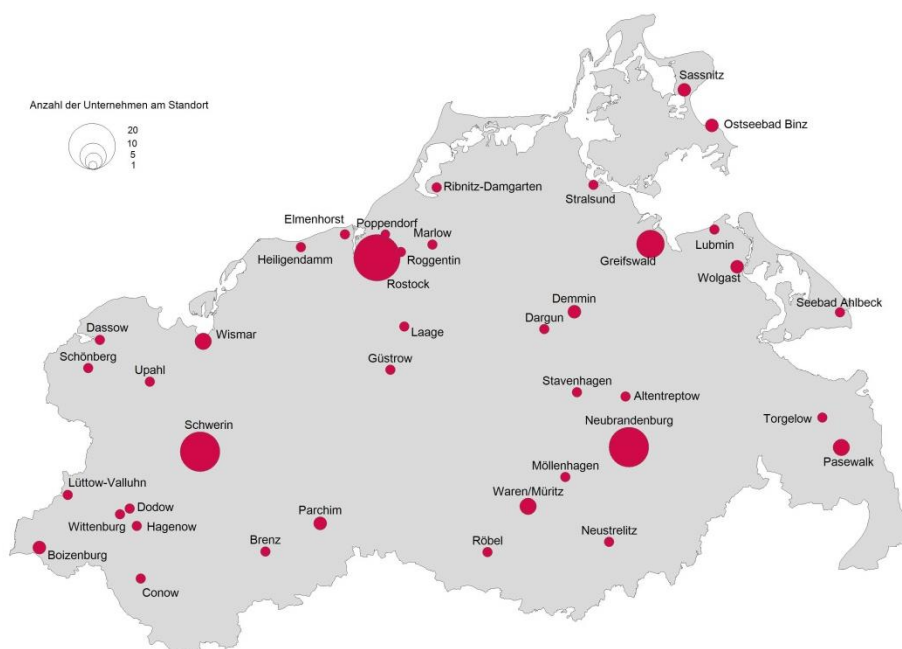 Sassnitz
Anzahl der Unternehmen am Standort
20
10
5
1
Ostseebad Binz
Ribnitz-Damgarten
Stralsund
Elmenhorst
Poppendorf
Marlow
Lubmin
Heiligendamm
Roggentin
Greifswald
Rostock
Wolgast
Demmin
Seebad Ahlbeck
Dargun
Dassow
Wismar
Laage
Schönberg
Güstrow
Upahl
Stavenhagen
Altentreptow
Schwerin
Neubrandenburg
Torgelow
Pasewalk
Möllenhagen
Lüttow-Valluhn
Waren/Müritz
Dodow
Parchim
Wittenburg
Hagenow
Brenz
Röbel
Neustrelitz
Boizenburg
Conow